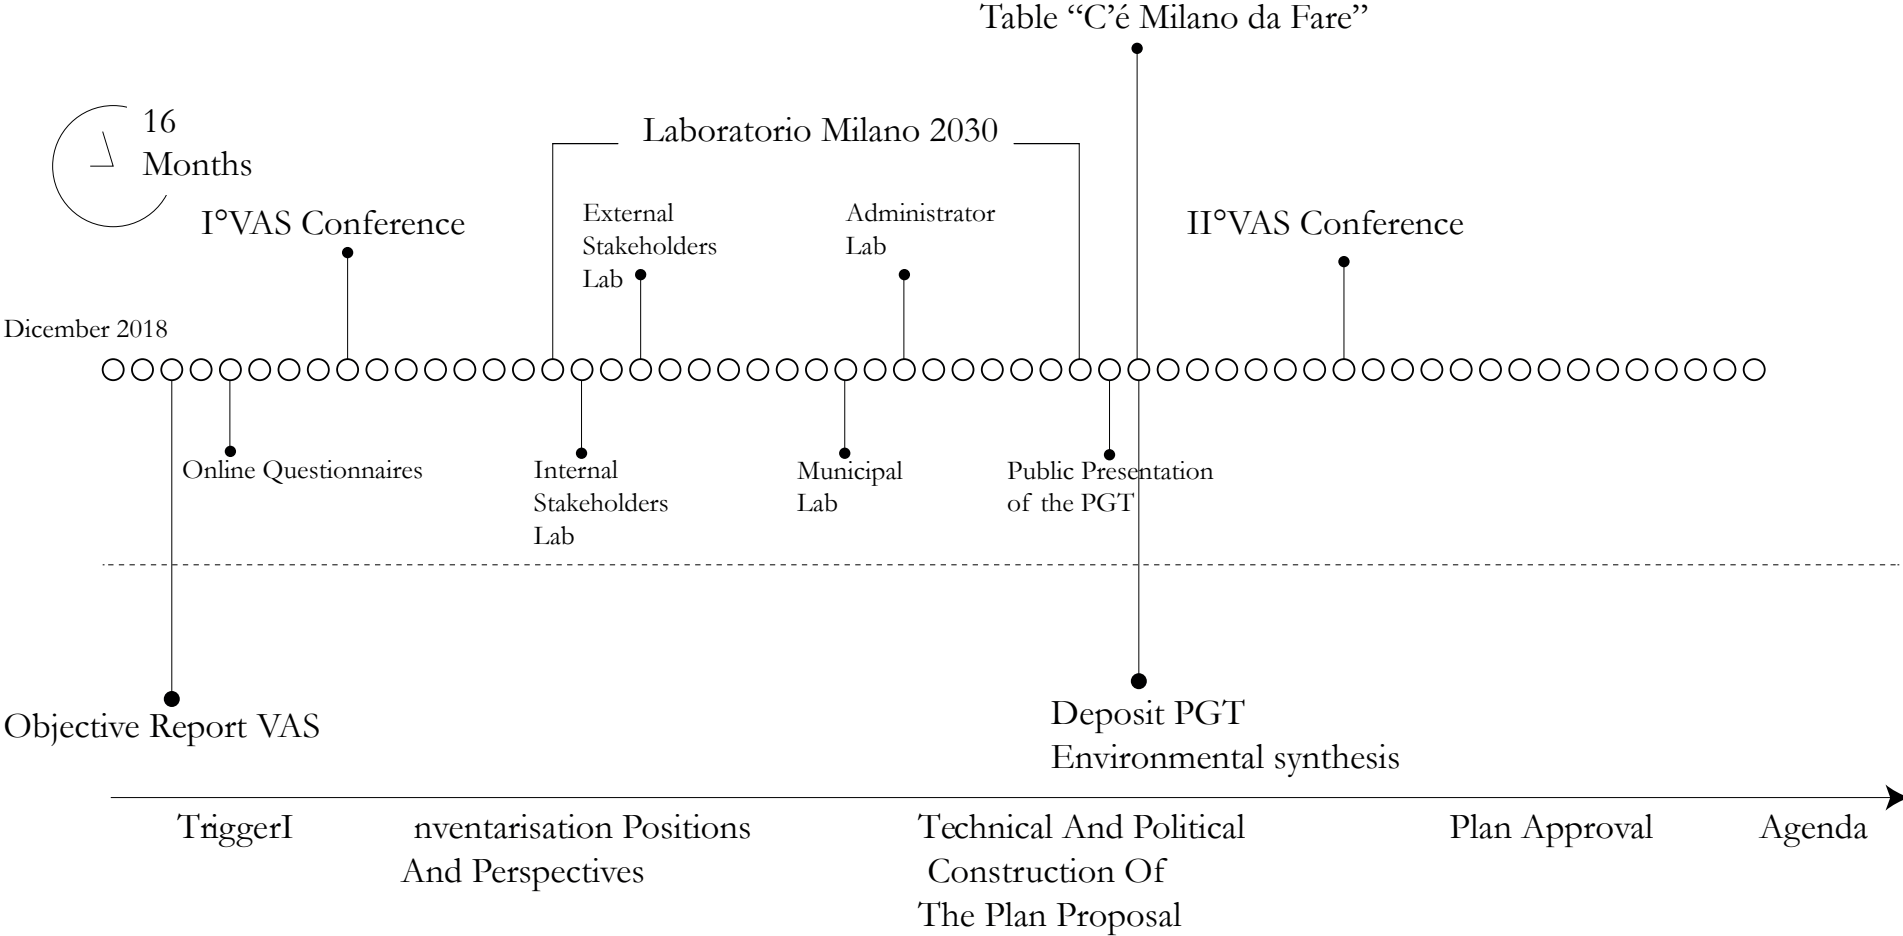 Table “C’é Milano da Fare”
16
Months
Laboratorio Milano 2030
I°VAS Conference
External
Stakeholders
Lab
Administrator
Lab
II°VAS Conference
Dicember 2018
Online Questionnaires
Internal
Stakeholders
Lab
Municipal
Lab
Public Presentation
of the PGT
Objective Report VAS
Deposit PGT
Environmental synthesis
TriggerI
nventarisation Positions
And Perspectives
Technical And Political
Construction Of
The Plan Proposal
Plan Approval
Agenda